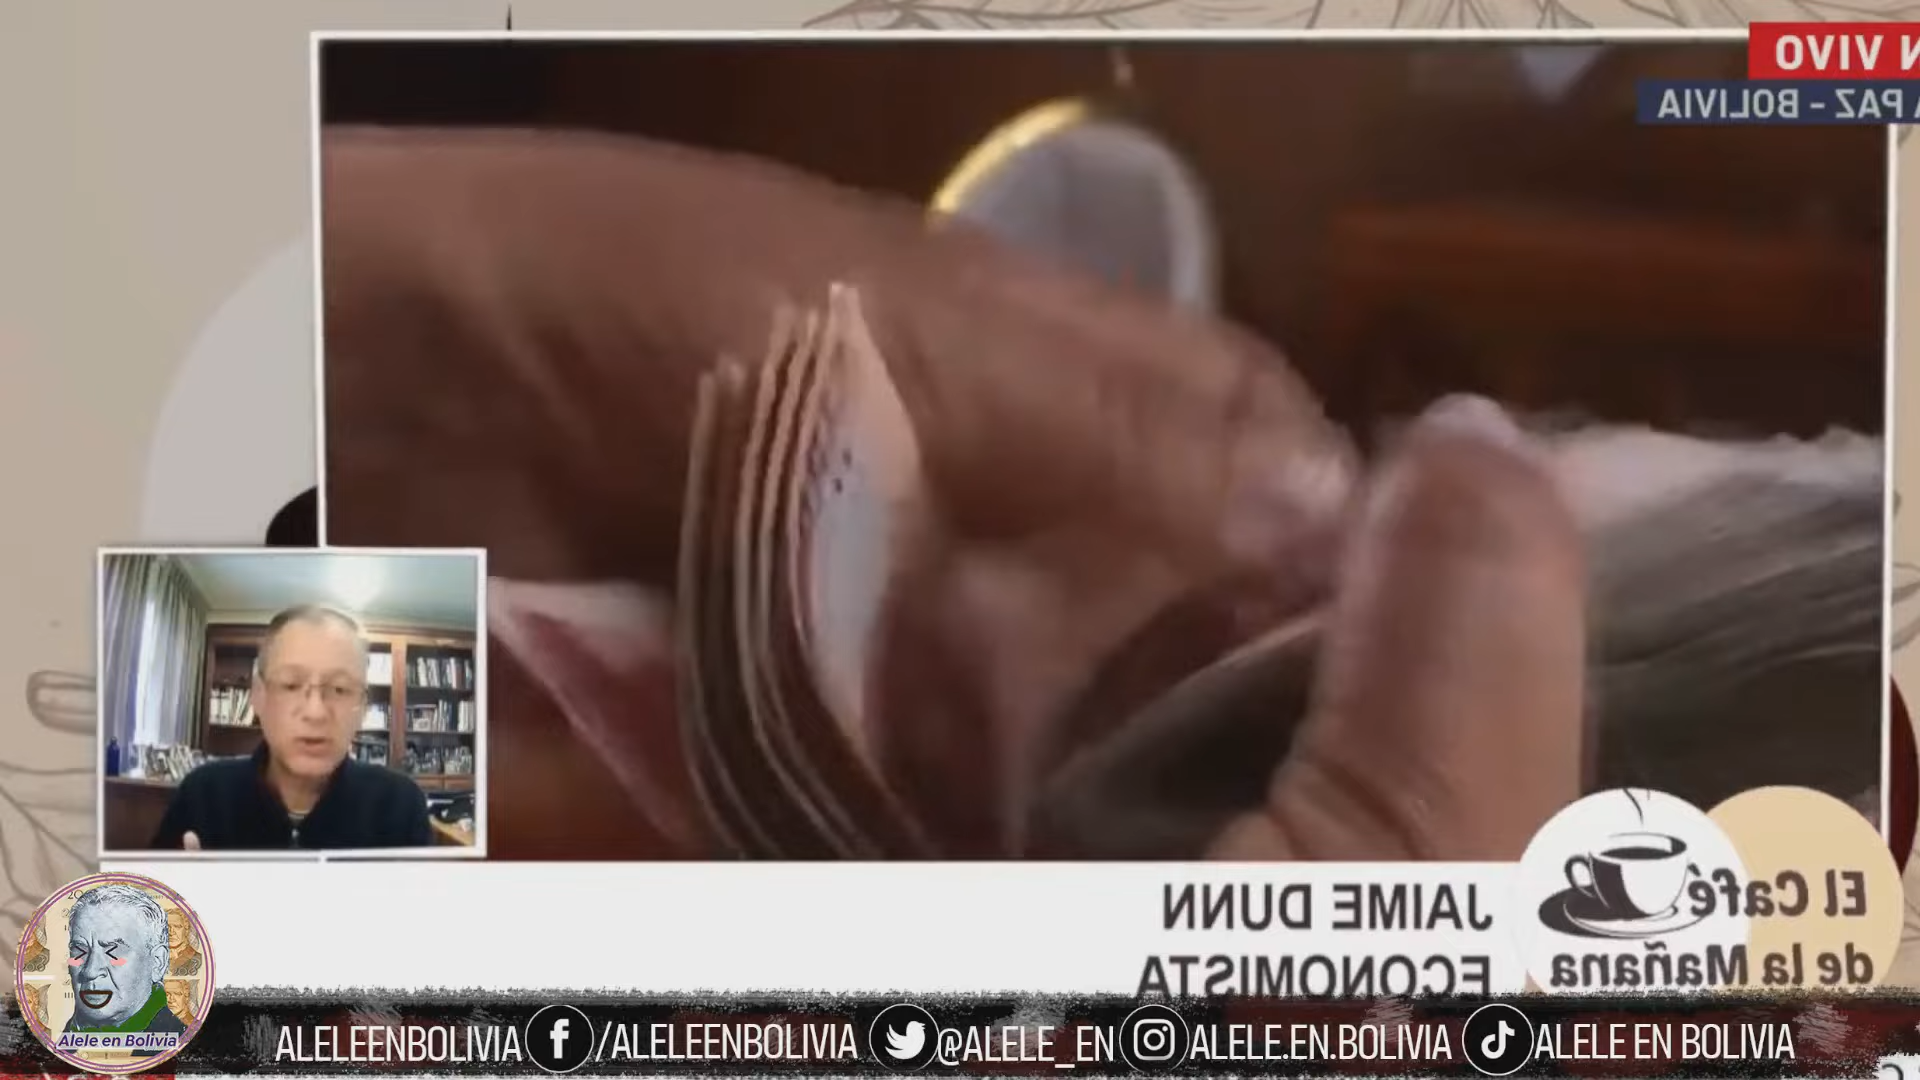 N VIVO
A PAZ - BOLIVIA
JAIME DUNN
ECONOMISTA
El Café
de la Mañana
Alele en Bolivia
ALELEENBOLIVIA /ALELEENBOLIVIA @ALELE_EN ALELE.EN.BOLIVIA ALELE EN BOLIVIA